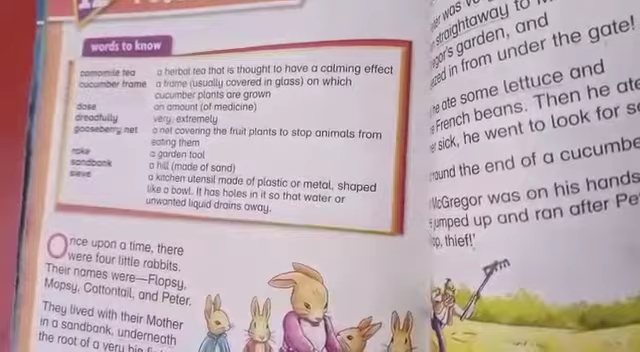 words to know
camomile tea a herbal tea that is thought to have a calming effect
cucumber frame a frame (usually covered in glass) on which
cucumber plants are grown
dose an amount (of medicine)
dreadfully very, extremely
gooseberry net a net covering the fruit plants to stop animals from
eating them
rake a garden tool
sandbank a hill (made of sand)
sieve a kitchen utensil made of plastic or metal, shaped
like a bowl. It has holes in it so that water or
unwanted liquid drains away.
Once upon a time, there
were four little rabbits.
Their names were—Flopsy,
Mopsy, Cottontail, and Peter.
They lived with their Mother
in a sandbank, underneath
the root of a very big
was
straightaway to
garden, and
in from under the gate!
he ate some lettuce and
French beans. Then he ate
sick, he went to look for
round the end of a
McGregor was on his hands
jumped up and ran after
thief!'